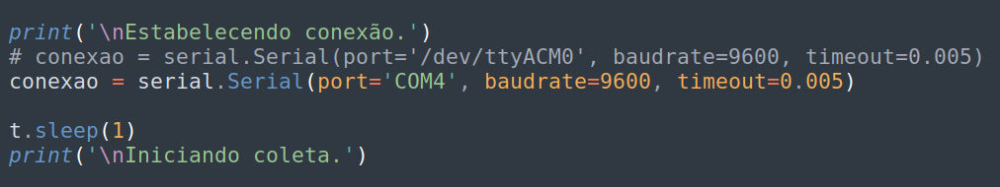 print('\nEstabelecendo conexão.')
# conexao = serial.Serial(port='/dev/ttyACM0', baudrate=9600, timeout=0.005)
conexao = serial.Serial(port='COM4', baudrate=9600, timeout=0.005)
t.sleep(1)
print('\nIniciando coleta.')